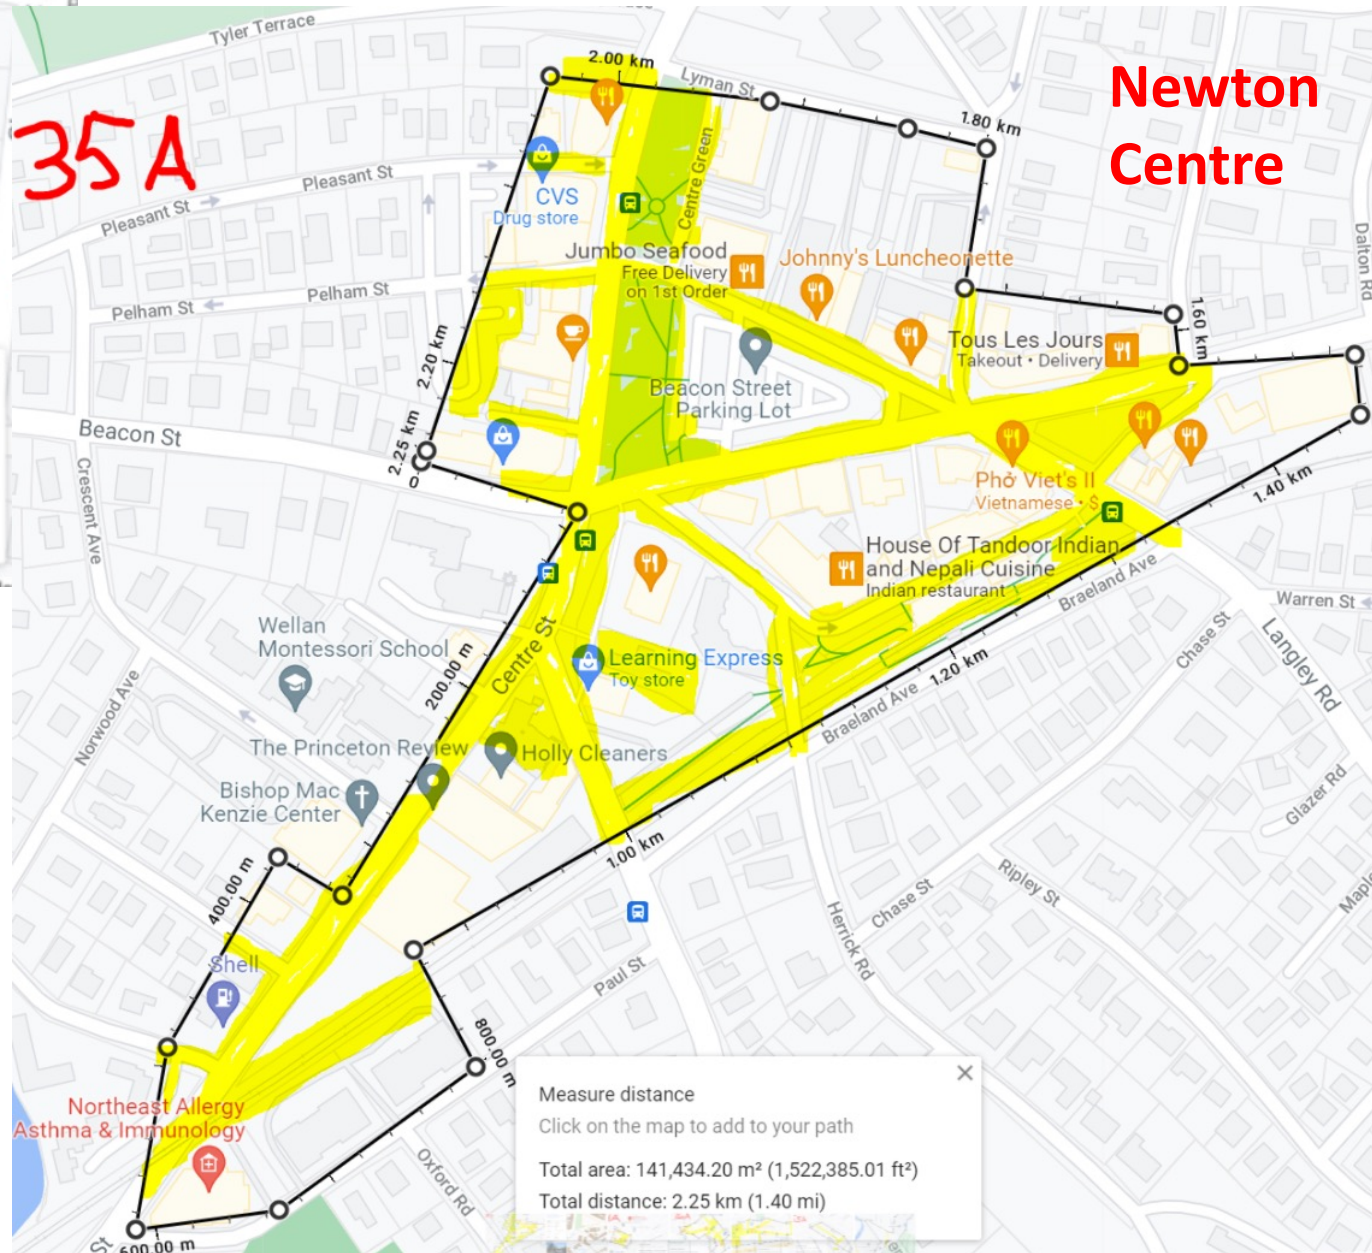 Tyler Terrace
2.00 km
Lyman St
1.80 km
Newton
Centre
35A
Pleasant St
Pleasant St
CVS
Drug store
Centre Green
Dalton Rd
Jumbo Seafood
Free Delivery
on 1st Order
Johnny's Luncheonette
Pelham St
Pelham St
2.20 km
Tous Les Jours
Takeout • Delivery
1.60 km
Beacon Street
Parking Lot
Beacon St
2.25 km
0
Crescent Ave
Phở Viet's II
Vietnamese • $
1.40 km
House Of Tandoor Indian
and Nepali Cuisine
Indian restaurant
Braeland Ave
Warren St
Chase St
Langley Rd
Wellan
Montessori School
Centre St
200.00 m
Learning Express
Toy store
1.20 km
Braeland Ave
Norwood Ave
The Princeton Review
Holly Cleaners
Bishop Mac
Kenzie Center
Glazer Rd
1.00 km
400.00 m
Chase St
Ripley St
Herrick Rd
Shell
Paul St
800.00 m
Northeast Allergy
Asthma & Immunology
Oxford Rd
St
600.00 m
Measure distance
Click on the map to add to your path
Total area: 141,434.20 m² (1,522,385.01 ft²)
Total distance: 2.25 km (1.40 mi)